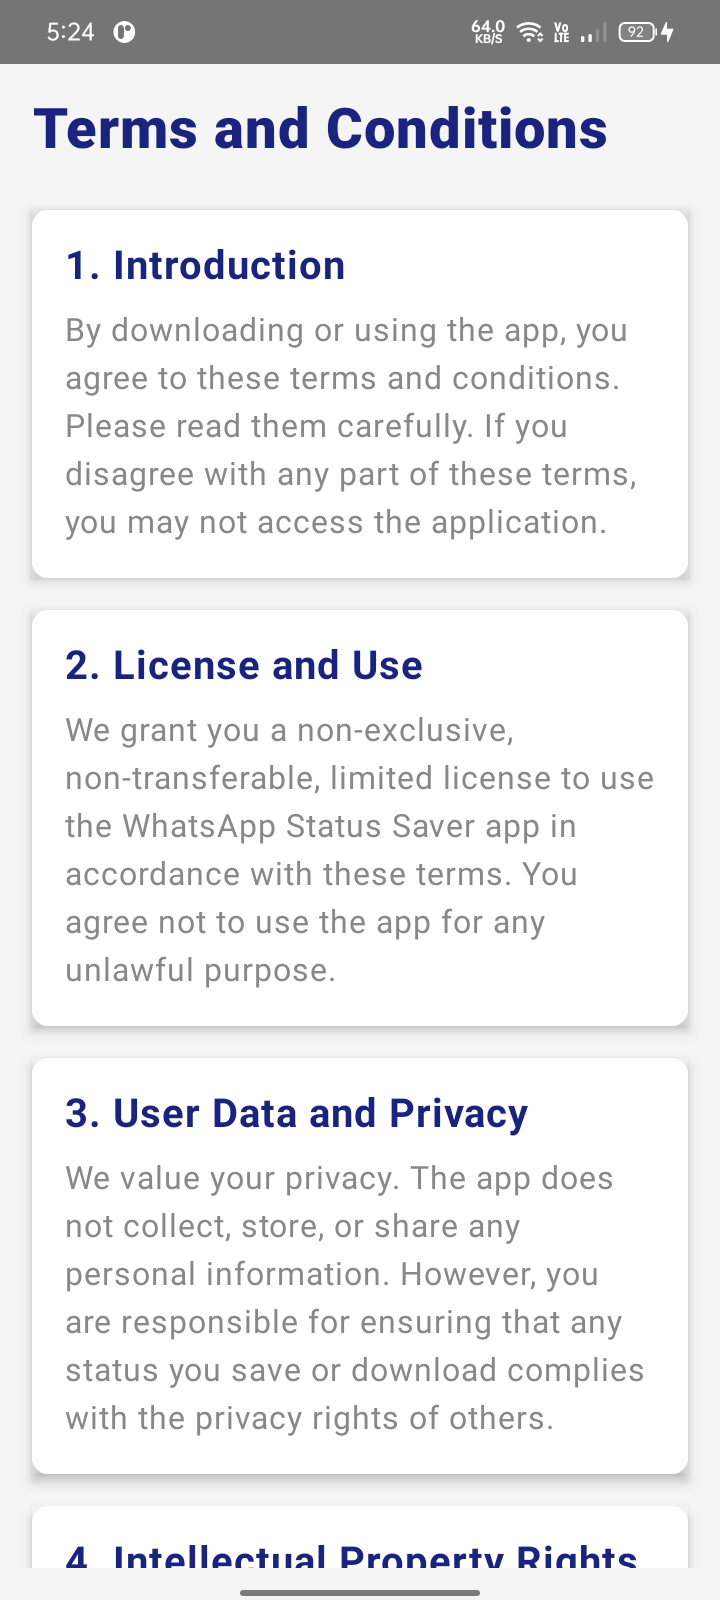 5:24
64.0
KB/S
Vo
LTE
92
Terms and Conditions
1. Introduction
By downloading or using the app, you
agree to these terms and conditions.
Please read them carefully. If you
disagree with any part of these terms,
you may not access the application.
2. License and Use
We grant you a non-exclusive,
non-transferable, limited license to use
the WhatsApp Status Saver app in
accordance with these terms. You
agree not to use the app for any
unlawful purpose.
3. User Data and Privacy
We value your privacy. The app does
not collect, store, or share any
personal information. However, you
are responsible for ensuring that any
status you save or download complies
with the privacy rights of others.
4. Intellectual Property Rights